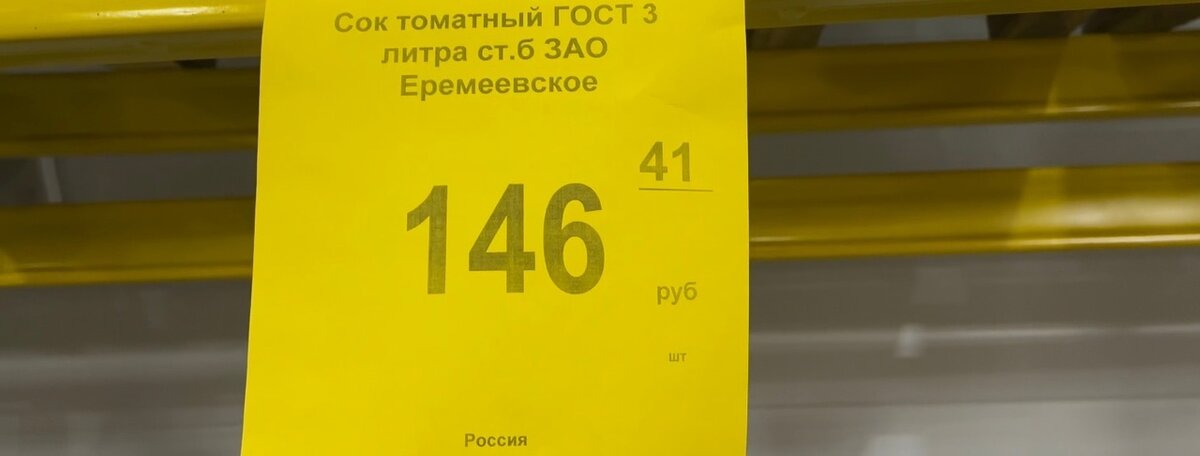 Сок томатный ГОСТ 3
литра ст.б ЗАО
Еремеевское
146 41
руб
шт
Россия